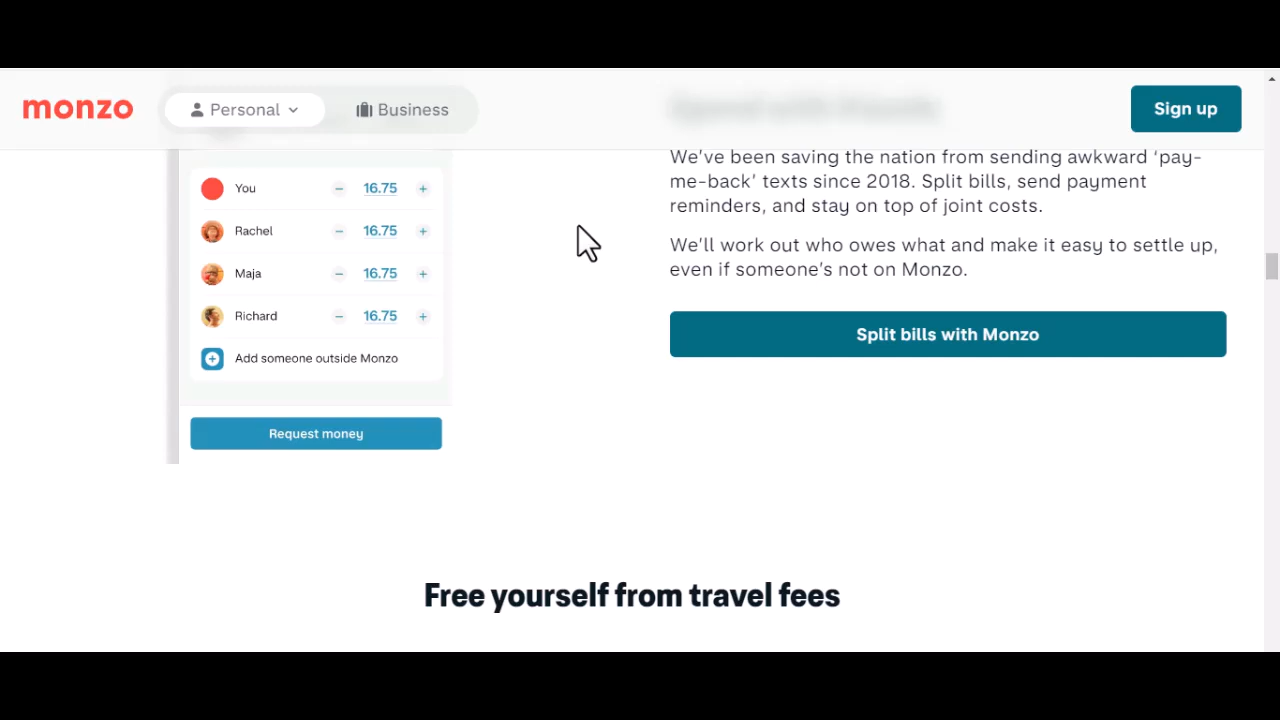 monzo
Personal
Business
Sign up
We've been saving the nation from sending awkward 'pay-
me-back' texts since 2018. Split bills, send payment
reminders, and stay on top of joint costs.
We'll work out who owes what and make it easy to settle up,
even if someone's not on Monzo.
Split bills with Monzo
You − 16.75 +
Rachel − 16.75 +
Maja − 16.75 +
Richard − 16.75 +
Add someone outside Monzo
Request money
Free yourself from travel fees